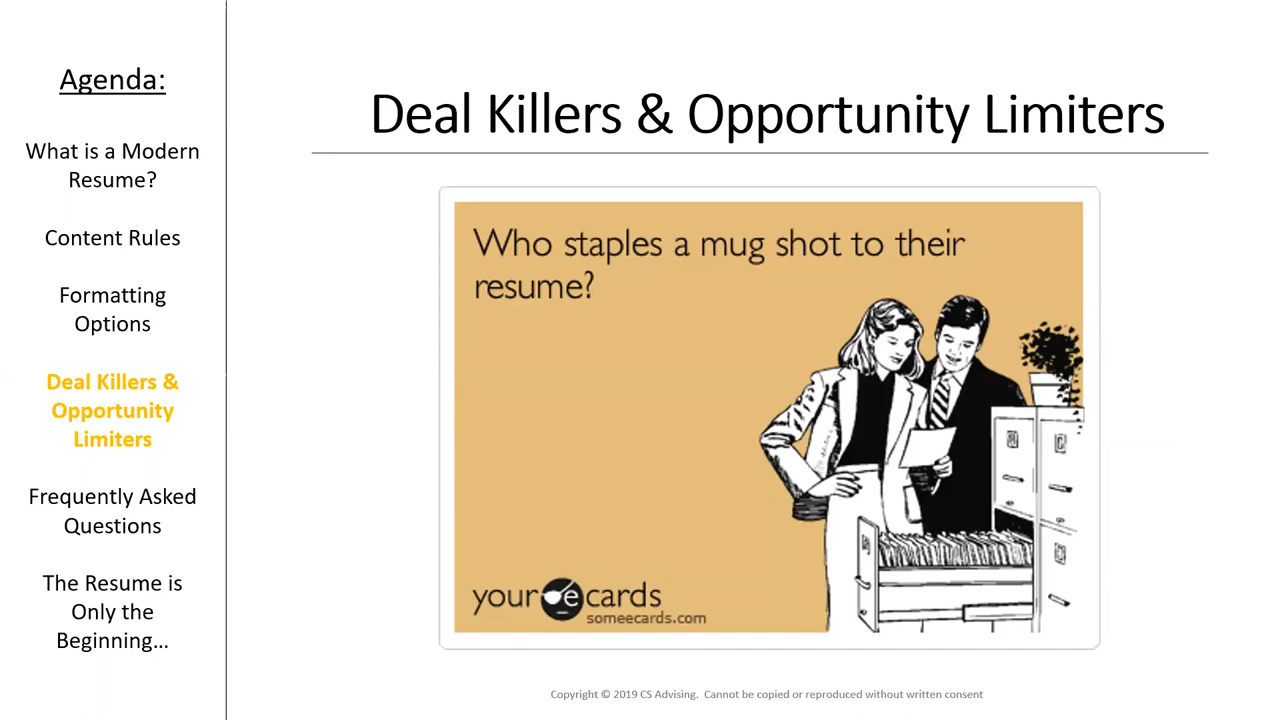 Agenda:
What is a Modern
Resume?
Content Rules
Formatting
Options
Deal Killers &
Opportunity
Limiters
Frequently Asked
Questions
The Resume is
Only the
Beginning…
Deal Killers & Opportunity Limiters
Who staples a mug shot to their
resume?
your e cards
someecards.com
Copyright © 2019 CS Advising. Cannot be copied or reproduced without written consent